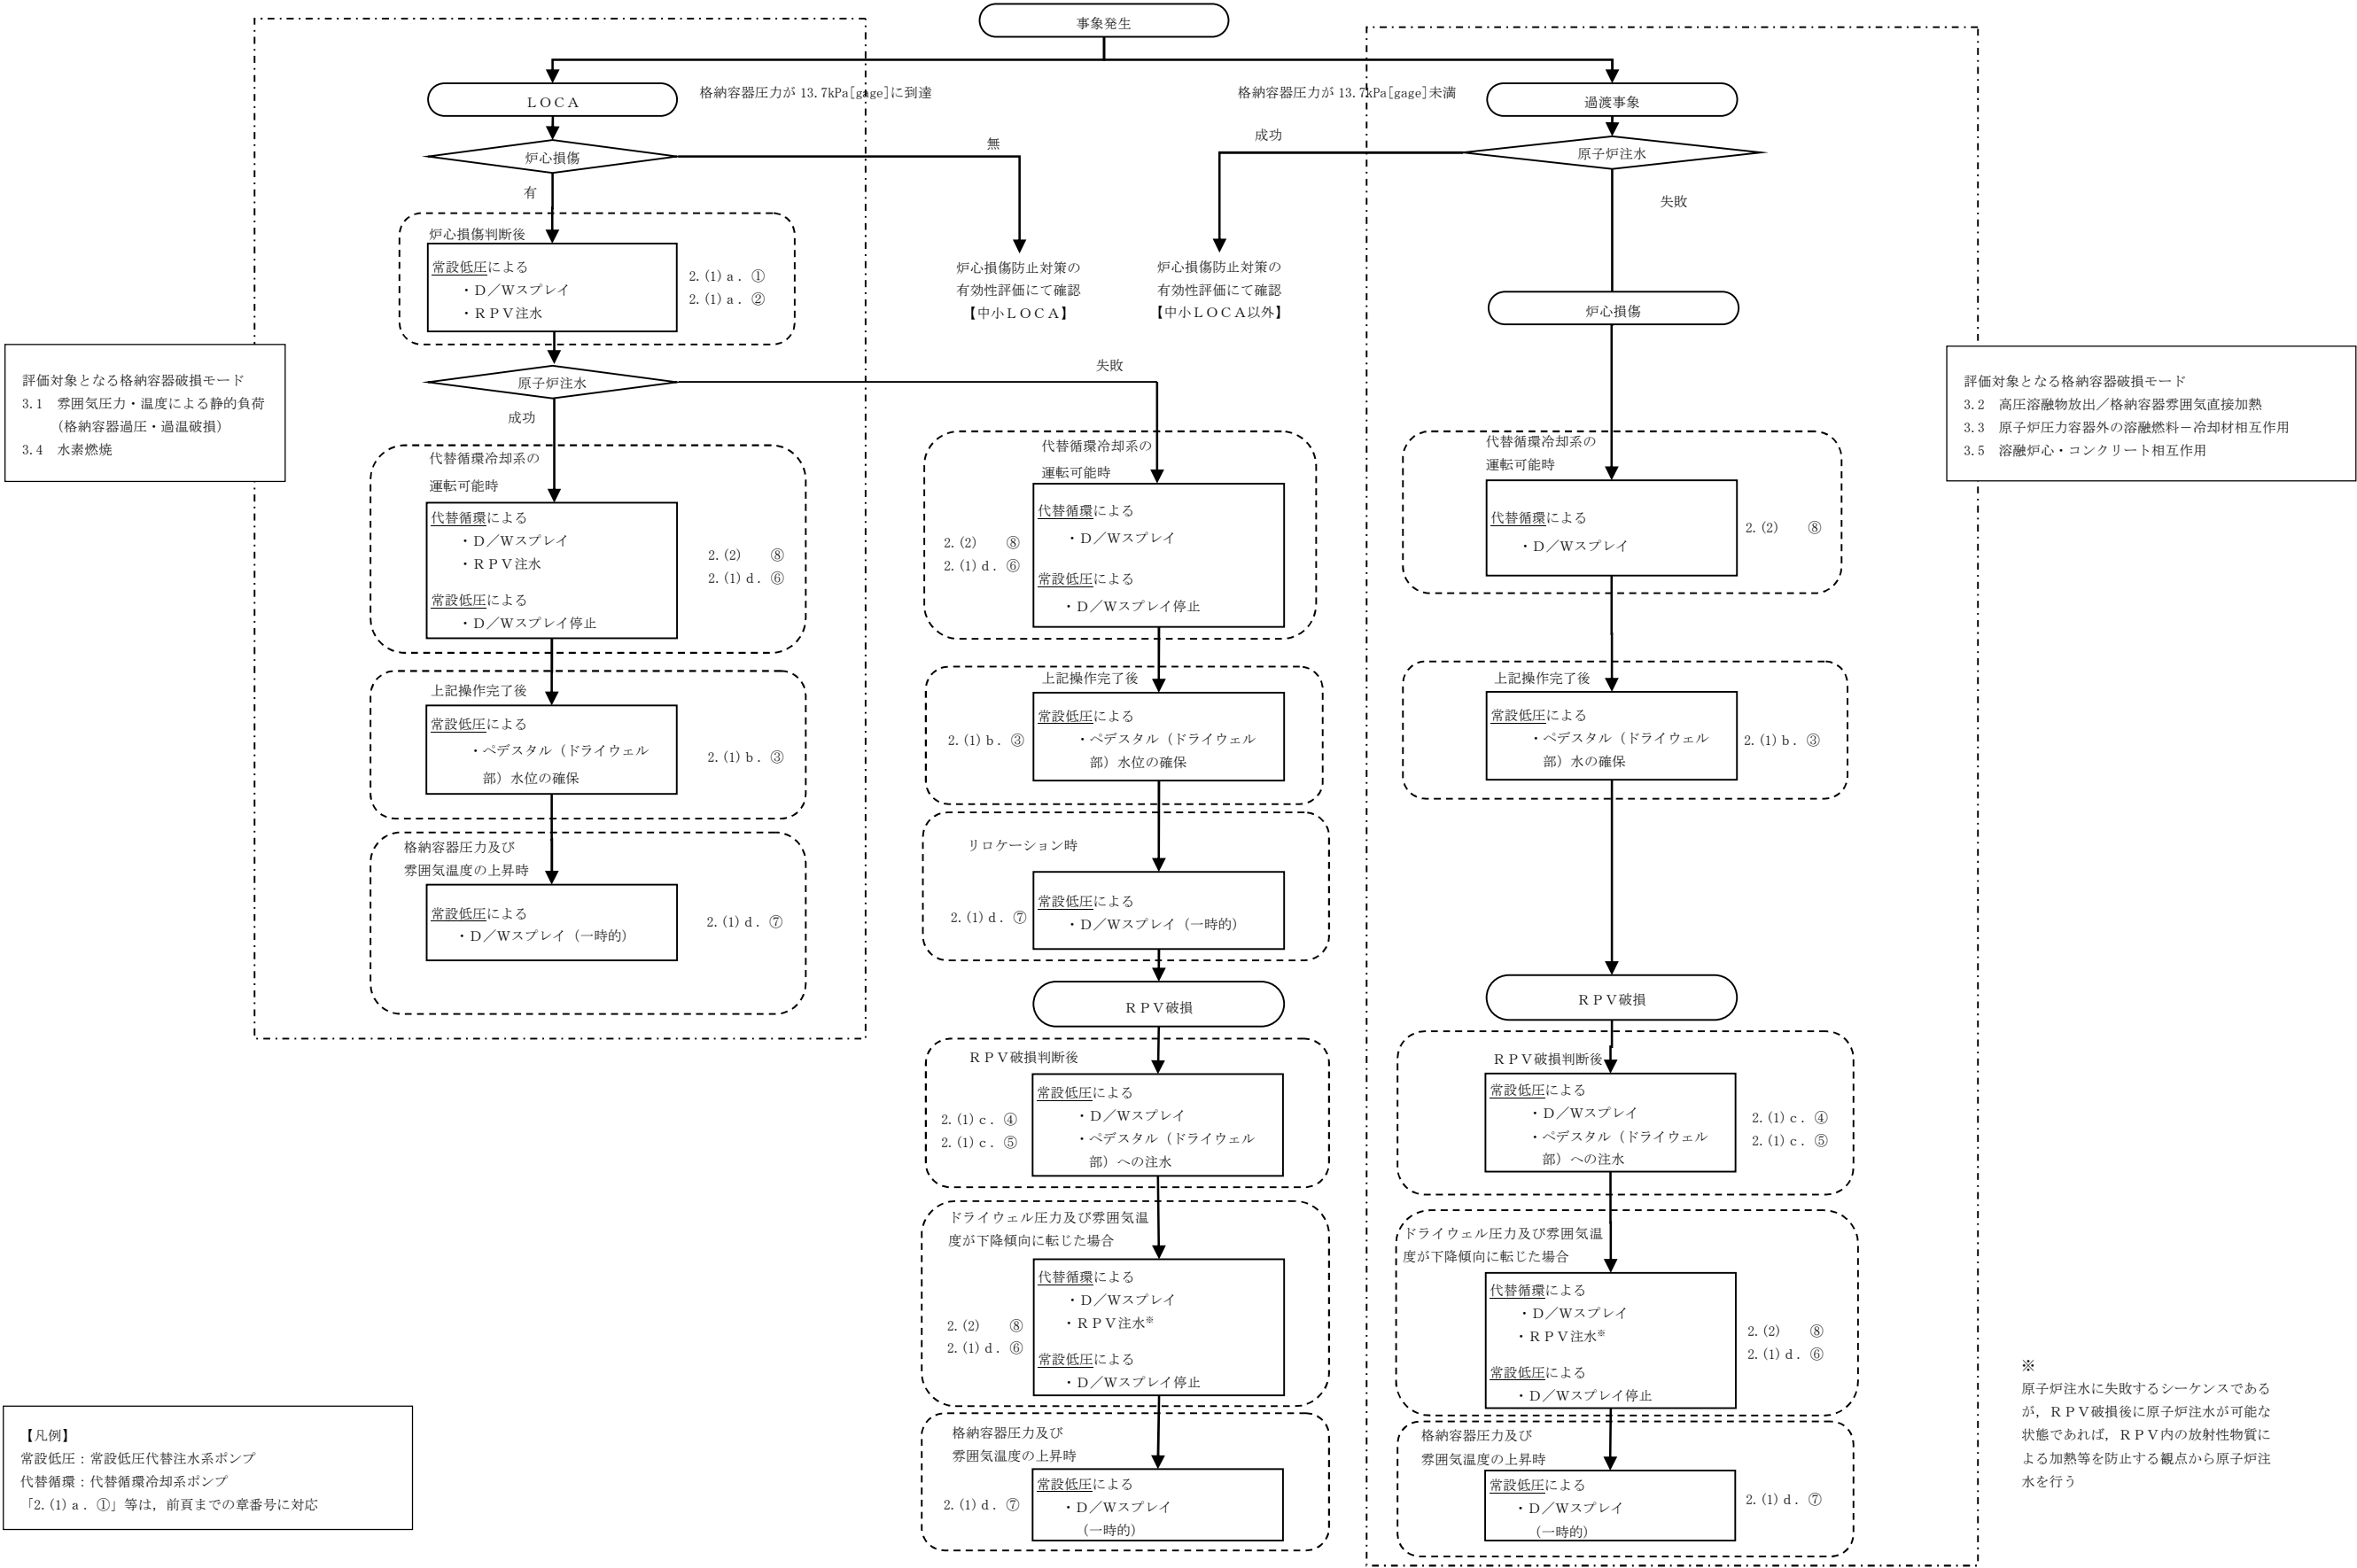 事象発生
格納容器圧力が 13.7kPa[gage]に到達
格納容器圧力が 13.7kPa[gage]未満
ＬＯＣＡ
炉心損傷
無
有
炉心損傷判断後
常設低圧による
・Ｄ／Wスプレイ
・ＲＰＶ注水
2.(1)ａ. ①
2.(1)ａ. ②
炉心損傷防止対策の
有効性評価にて確認
【中小ＬＯＣＡ】
原子炉注水
失敗
成功
評価対象となる格納容器破損モード
3.1　雰囲気圧力・温度による静的負荷
（格納容器過圧・過温破損）
3.4　水素燃焼
代替循環冷却系の
運転可能時
代替循環による
・Ｄ／Wスプレイ
・ＲＰＶ注水
常設低圧による
・Ｄ／Wスプレイ停止
2.(2)　　⑧
2.(1)ｄ. ⑥
上記操作完了後
常設低圧による
・ペデスタル（ドライウェル
部）水位の確保
2.(1)ｂ. ③
格納容器圧力及び
雰囲気温度の上昇時
常設低圧による
・Ｄ／Wスプレイ（一時的）
2.(1)ｄ. ⑦
代替循環冷却系の
運転可能時
代替循環による
・Ｄ／Wスプレイ
常設低圧による
・Ｄ／Wスプレイ停止
2.(2)　　⑧
2.(1)ｄ. ⑥
上記操作完了後
常設低圧による
・ペデスタル（ドライウェル
部）水位の確保
2.(1)ｂ. ③
リロケーション時
常設低圧による
・Ｄ／Wスプレイ（一時的）
2.(1)ｄ. ⑦
ＲＰＶ破損
ＲＰＶ破損判断後
常設低圧による
・Ｄ／Wスプレイ
・ペデスタル（ドライウェル
部）への注水
2.(1)ｃ. ④
2.(1)ｃ. ⑤
ドライウェル圧力及び雰囲気温
度が下降傾向に転じた場合
代替循環による
・Ｄ／Wスプレイ
・ＲＰＶ注水※
常設低圧による
・Ｄ／Wスプレイ停止
2.(2)　　⑧
2.(1)ｄ. ⑥
格納容器圧力及び
雰囲気温度の上昇時
常設低圧による
・Ｄ／Wスプレイ
（一時的）
2.(1)ｄ. ⑦
過渡事象
原子炉注水
成功
失敗
炉心損傷防止対策の
有効性評価にて確認
【中小ＬＯＣＡ以外】
炉心損傷
評価対象となる格納容器破損モード
3.2　高圧溶融物放出／格納容器雰囲気直接加熱
3.3　原子炉圧力容器外の溶融燃料－冷却材相互作用
3.5　溶融炉心・コンクリート相互作用
代替循環冷却系の
運転可能時
代替循環による
・Ｄ／Wスプレイ
2.(2)　　⑧
上記操作完了後
常設低圧による
・ペデスタル（ドライウェル
部）水の確保
2.(1)ｂ. ③
ＲＰＶ破損
ＲＰＶ破損判断後
常設低圧による
・Ｄ／Wスプレイ
・ペデスタル（ドライウェル
部）への注水
2.(1)ｃ. ④
2.(1)ｃ. ⑤
ドライウェル圧力及び雰囲気温
度が下降傾向に転じた場合
代替循環による
・Ｄ／Wスプレイ
・ＲＰＶ注水※
常設低圧による
・Ｄ／Wスプレイ停止
2.(2)　　⑧
2.(1)ｄ. ⑥
格納容器圧力及び
雰囲気温度の上昇時
常設低圧による
・Ｄ／Wスプレイ
（一時的）
2.(1)ｄ. ⑦
※
原子炉注水に失敗するシーケンスである
が，ＲＰＶ破損後に原子炉注水が可能な
状態であれば，ＲＰＶ内の放射性物質に
よる加熱等を防止する観点から原子炉注
水を行う
【凡例】
常設低圧：常設低圧代替注水系ポンプ
代替循環：代替循環冷却系ポンプ
「2.(1)ａ. ①」等は，前頁までの章番号に対応